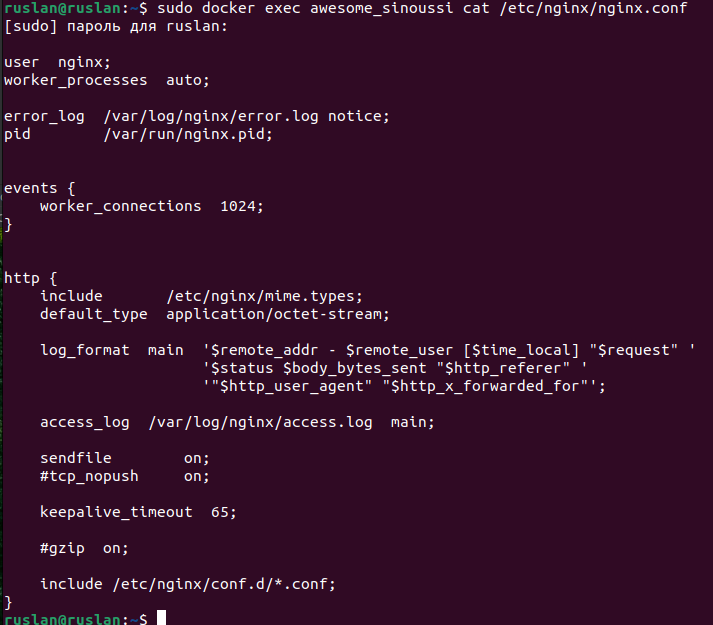 ruslan@ruslan:~$ sudo docker exec awesome_sinoussi cat /etc/nginx/nginx.conf
[sudo] пароль для ruslan:
user  nginx;
worker_processes  auto;
error_log  /var/log/nginx/error.log notice;
pid        /var/run/nginx.pid;
events {
    worker_connections  1024;
}
http {
    include       /etc/nginx/mime.types;
    default_type  application/octet-stream;
    log_format  main  '$remote_addr - $remote_user [$time_local] "$request" '
                      '$status $body_bytes_sent "$http_referer" '
                      '"$http_user_agent" "$http_x_forwarded_for"';
    access_log  /var/log/nginx/access.log  main;
    sendfile        on;
    #tcp_nopush     on;
    keepalive_timeout  65;
    #gzip  on;
    include /etc/nginx/conf.d/*.conf;
}
ruslan@ruslan:~$